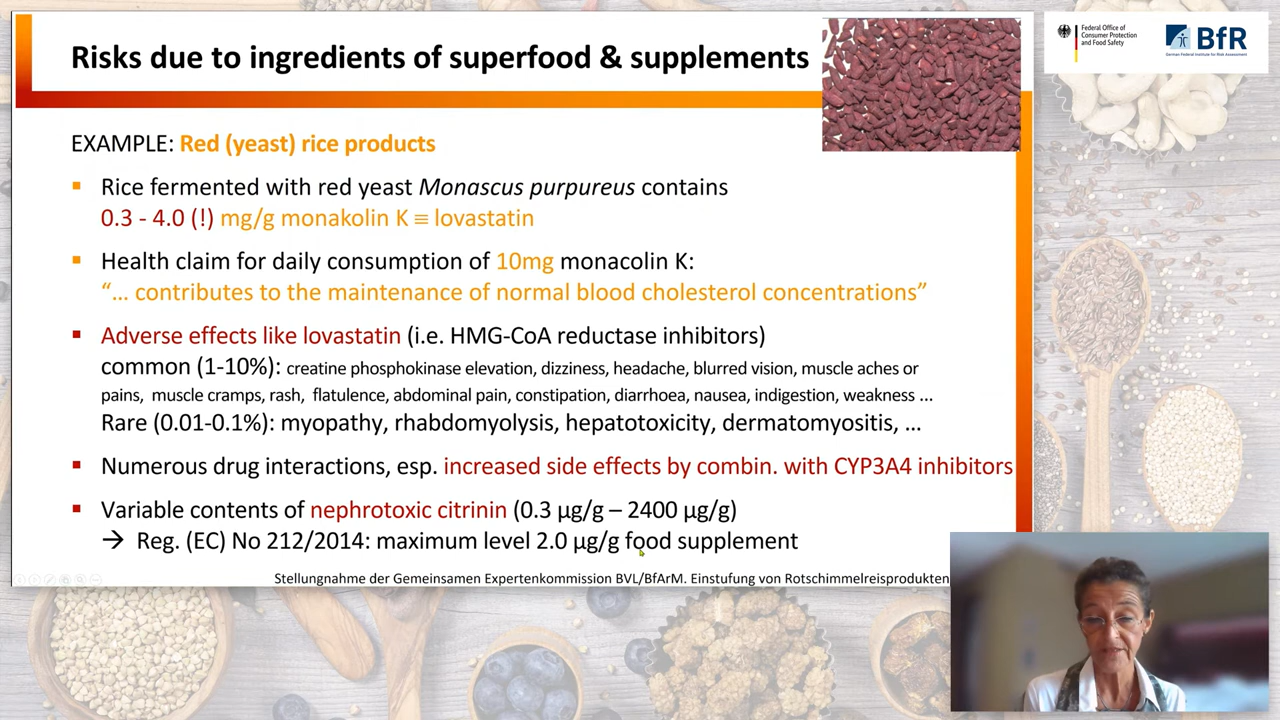 Risks due to ingredients of superfood & supplements
Federal Office of
Consumer Protection
and Food Safety
BfR
German Federal Institute for Risk Assessment
EXAMPLE: Red (yeast) rice products
Rice fermented with red yeast Monascus purpureus contains
0.3 - 4.0 (!) mg/g monakolin K ≡ lovastatin
Health claim for daily consumption of 10mg monacolin K:
“... contributes to the maintenance of normal blood cholesterol concentrations”
Adverse effects like lovastatin (i.e. HMG-CoA reductase inhibitors)
common (1-10%): creatine phosphokinase elevation, dizziness, headache, blurred vision, muscle aches or
pains, muscle cramps, rash, flatulence, abdominal pain, constipation, diarrhoea, nausea, indigestion, weakness ...
Rare (0.01-0.1%): myopathy, rhabdomyolysis, hepatotoxicity, dermatomyositis, ...
Numerous drug interactions, esp. increased side effects by combin. with CYP3A4 inhibitors
Variable contents of nephrotoxic citrinin (0.3 µg/g – 2400 µg/g)
→ Reg. (EC) No 212/2014: maximum level 2.0 µg/g food supplement
Stellungnahme der Gemeinsamen Expertenkommission BVL/BfArM. Einstufung von Rotschimmelreisprodukten